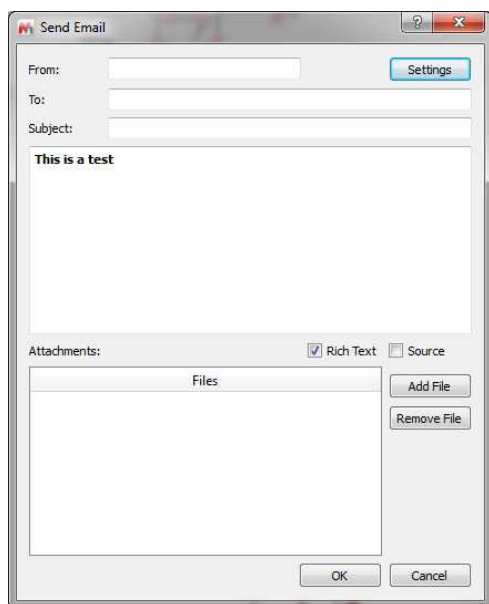 Send Email
From:
Settings
To:
Subject:
This is a test
Attachments:
Rich Text
Source
Files
Add File
Remove File
OK
Cancel